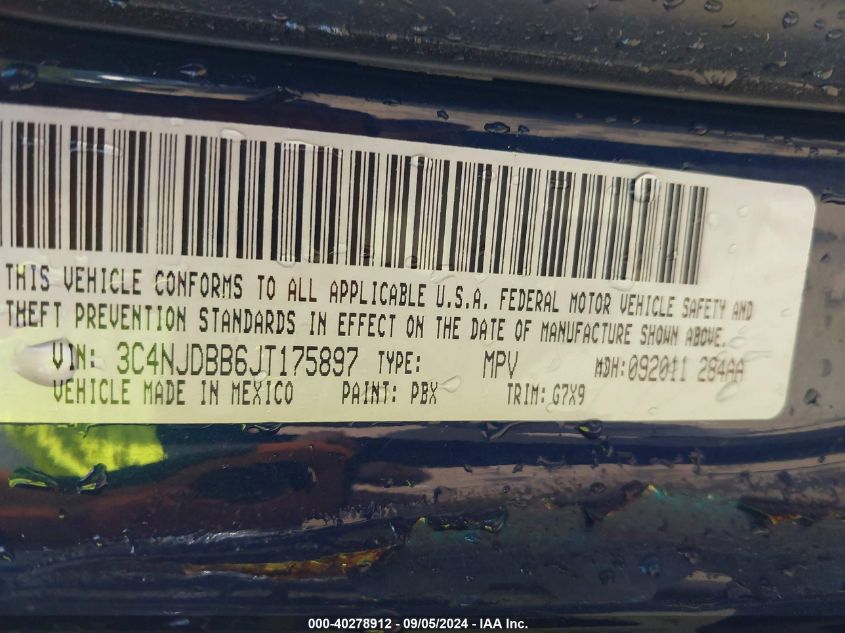 THIS VEHICLE CONFORMS TO ALL APPLICABLE U.S.A. FEDERAL MOTOR VEHICLE SAFETY AND
THEFT PREVENTION STANDARDS IN EFFECT ON THE DATE OF MANUFACTURE SHOWN ABOVE.
VIN: 3C4NJDBB6JT175897 TYPE: MPV MDH:092011 284AA
VEHICLE MADE IN MEXICO PAINT: PBX TRIM: G7X9
000-40278912 - 09/05/2024 - IAA Inc.